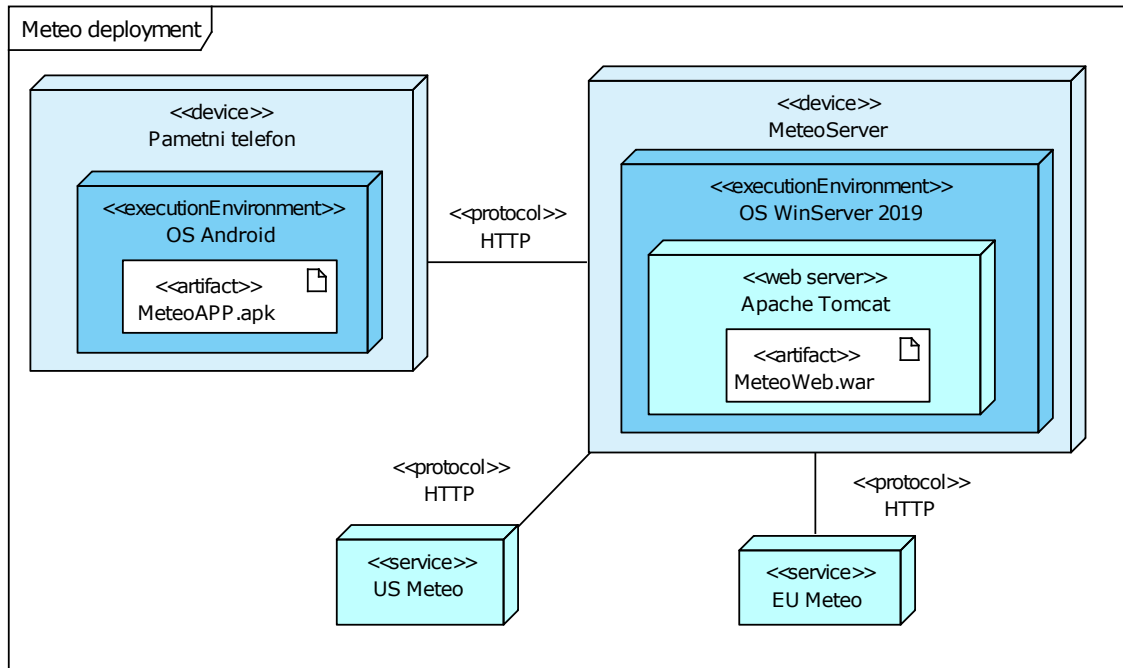 Meteo deployment
<<device>>
Pametni telefon
<<executionEnvironment>>
OS Android
<<artifact>>
MeteoAPP.apk
<<protocol>>
HTTP
<<device>>
MeteoServer
<<executionEnvironment>>
OS WinServer 2019
<<web server>>
Apache Tomcat
<<artifact>>
MeteoWeb.war
<<protocol>>
HTTP
<<service>>
US Meteo
<<protocol>>
HTTP
<<service>>
EU Meteo